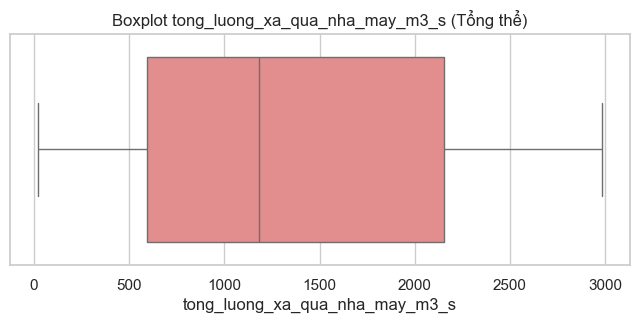 Boxplot tong_luong_xa_qua_nha_may_m3_s (Tổng thể)
0 500 1000 1500 2000 2500 3000
tong_luong_xa_qua_nha_may_m3_s